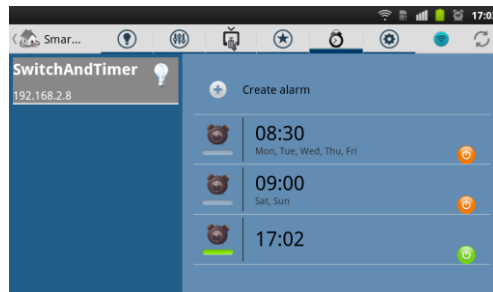 17:02
Smar...
SwitchAndTimer
192.168.2.8
Create alarm
08:30
Mon, Tue, Wed, Thu, Fri
09:00
Sat, Sun
17:02